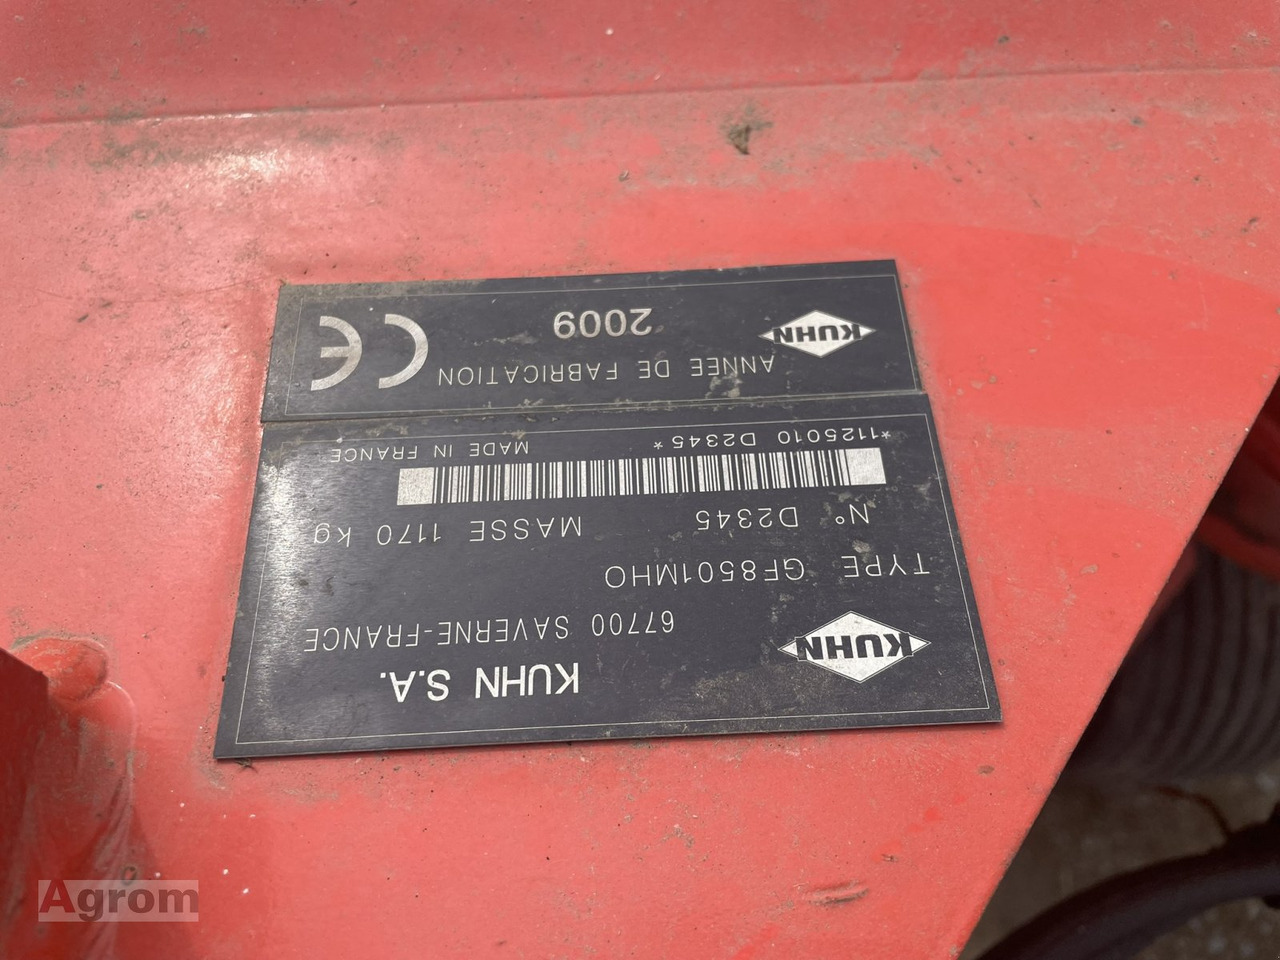 KUHN S.A.
KUHN
67700 SAVERNE-FRANCE
TYPE GF8501MHO
N° D2345 MASSE 1170 kg
*1125010 D2345* MADE IN FRANCE
ANNÉE DE FABRICATION
KUHN
2009
CE
Agrom